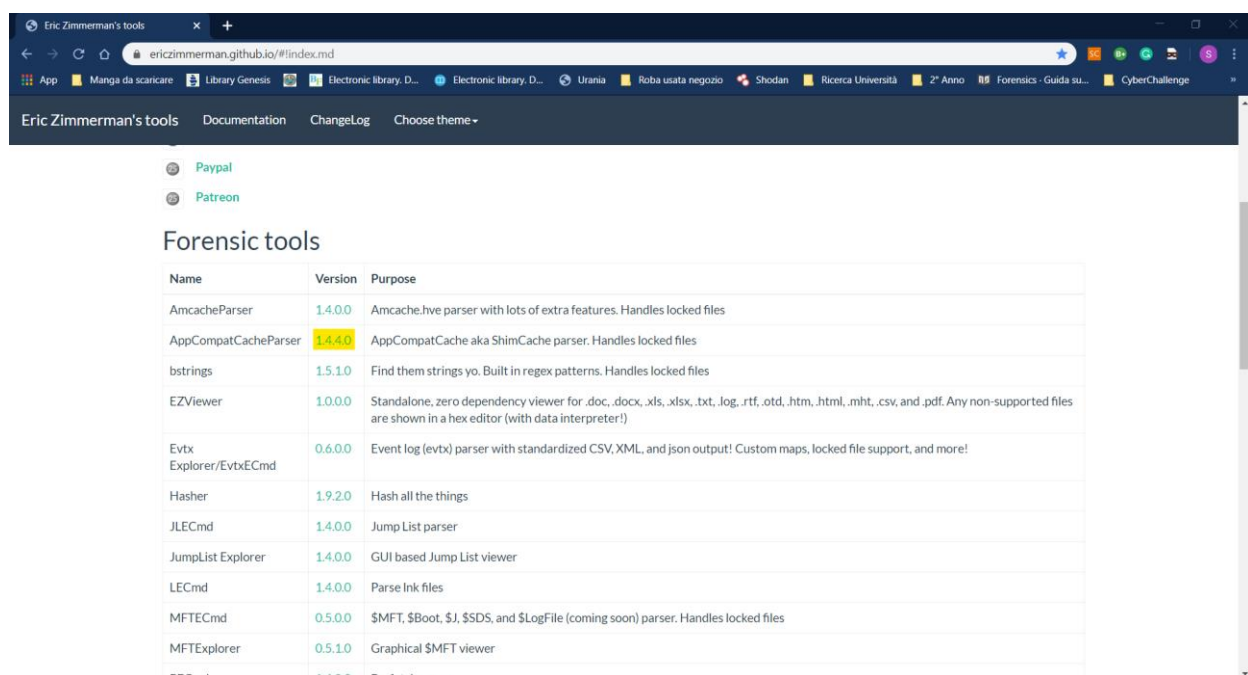 Eric Zimmerman's tools
ericzimmerman.github.io/#!index.md
App Manga da scaricare Library Genesis Electronic library. D... Electronic library. D... Urania Roba usata negozio Shodan Ricerca Università 2° Anno Forensics - Guida su... CyberChallenge »
Eric Zimmerman's tools Documentation ChangeLog Choose theme
Paypal
Patreon
Forensic tools
Name Version Purpose
AmcacheParser 1.4.0.0 Amcache.hve parser with lots of extra features. Handles locked files
AppCompatCacheParser 1.4.4.0 AppCompatCache aka ShimCache parser. Handles locked files
bstrings 1.5.1.0 Find them strings yo. Built in regex patterns. Handles locked files
EZViewer 1.0.0.0 Standalone, zero dependency viewer for .doc, .docx, .xls, .xlsx, .txt, .log, .rtf, .otd, .htm, .html, .mht, .csv, and .pdf. Any non-supported files
are shown in a hex editor (with data interpreter!)
Evtx
Explorer/EvtxECmd 0.6.0.0 Event log (evtx) parser with standardized CSV, XML, and json output! Custom maps, locked file support, and more!
Hasher 1.9.2.0 Hash all the things
JLECmd 1.4.0.0 Jump List parser
JumpList Explorer 1.4.0.0 GUI based Jump List viewer
LECmd 1.4.0.0 Parse lnk files
MFTECmd 0.5.0.0 $MFT, $Boot, $J, $SDS, and $LogFile (coming soon) parser. Handles locked files
MFTExplorer 0.5.1.0 Graphical $MFT viewer